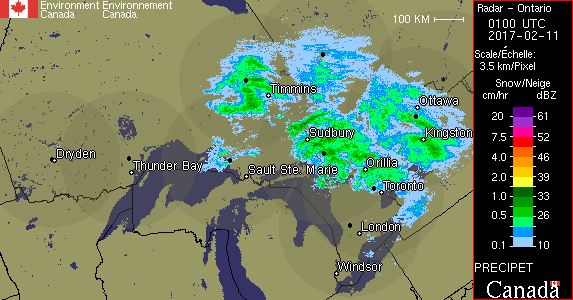 Environment Environnement
Canada Canada
100 KM
Radar - Ontario
0100 UTC
2017-02-11
Scale/Échelle:
3.5 km/Pixel
Snow/Neige
cm/hr dBZ
20 61
7.5 57
5.5 52
4.0 46
2.0 39
1.0 33
0.5 26
0.1 10
PRECIPET
Canada
Timmins
Ottawa
Sudbury
Kingston
Dryden
Thunder Bay
Sault Ste. Marie
Orillia
Toronto
London
Windsor